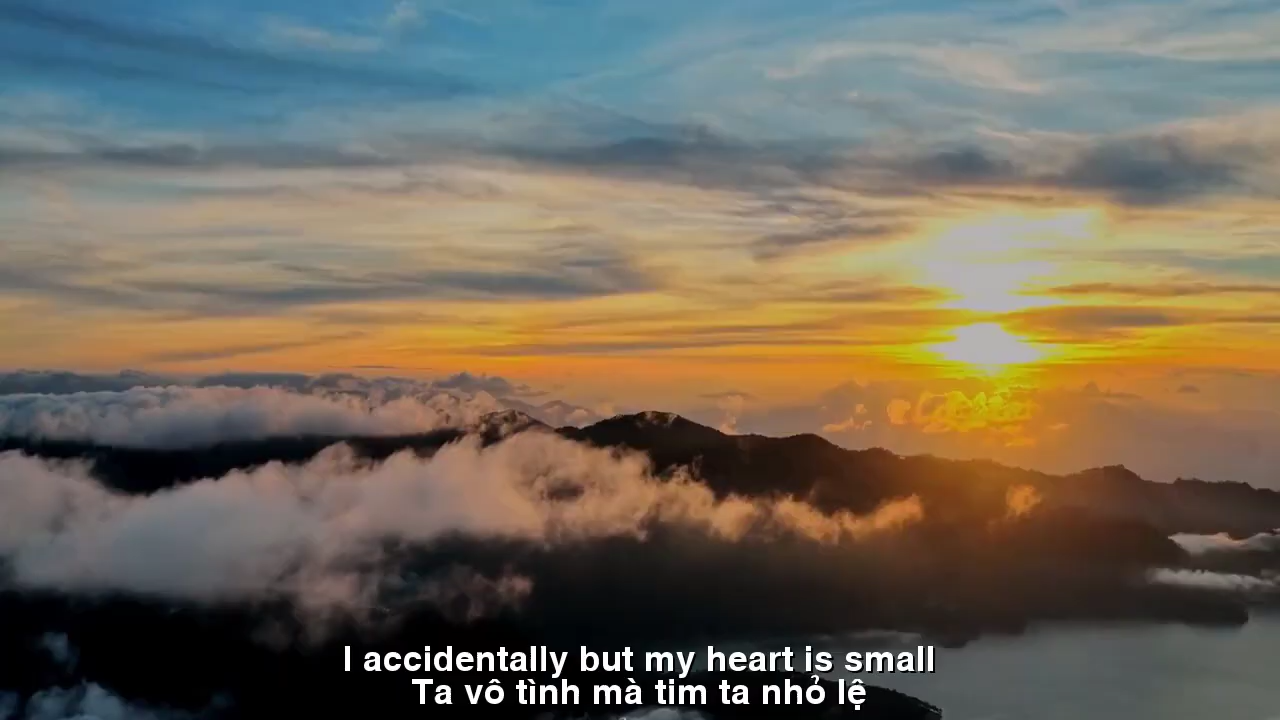 I accidentally but my heart is small
Ta vô tình mà tim ta nhỏ lệ